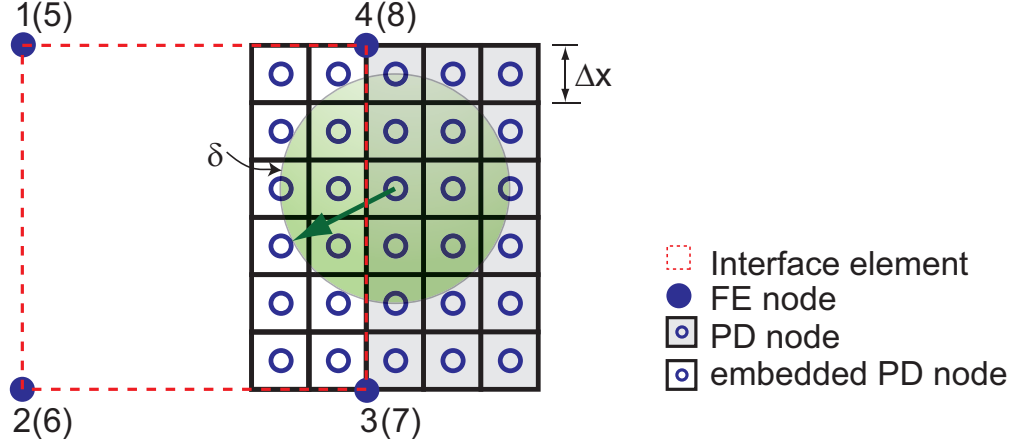 1(5) 4(8)
Δx
δ
2(6) 3(7)
Interface element
FE node
PD node
embedded PD node